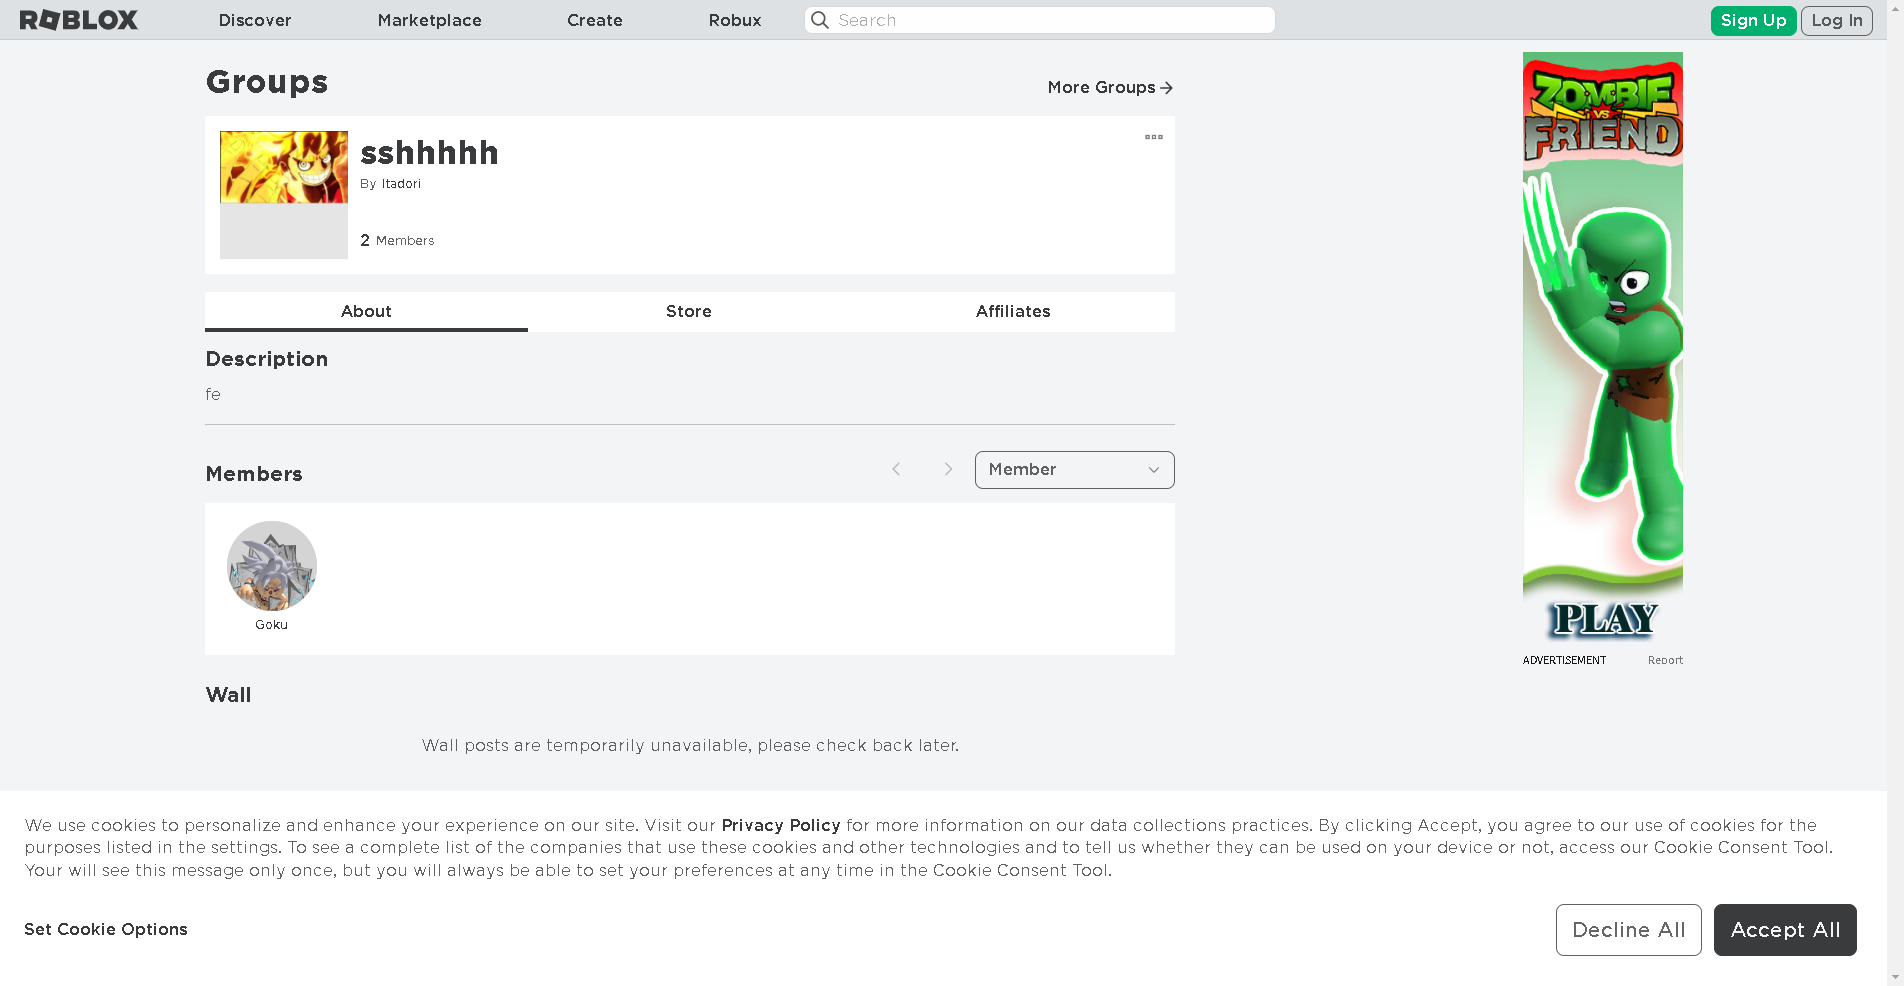 ROBLOX
Discover
Marketplace
Create
Robux
Search
Sign Up
Log In
Groups
More Groups
sshhhhh
By Itadori
2 Members
About
Store
Affiliates
Description
fe
Members
Member
Goku
Wall
Wall posts are temporarily unavailable, please check back later.
ZOMBIE
VS
FRIEND
PLAY
ADVERTISEMENT
Report
We use cookies to personalize and enhance your experience on our site. Visit our Privacy Policy for more information on our data collections practices. By clicking Accept, you agree to our use of cookies for the
purposes listed in the settings. To see a complete list of the companies that use these cookies and other technologies and to tell us whether they can be used on your device or not, access our Cookie Consent Tool.
Your will see this message only once, but you will always be able to set your preferences at any time in the Cookie Consent Tool.
Set Cookie Options
Decline All
Accept All